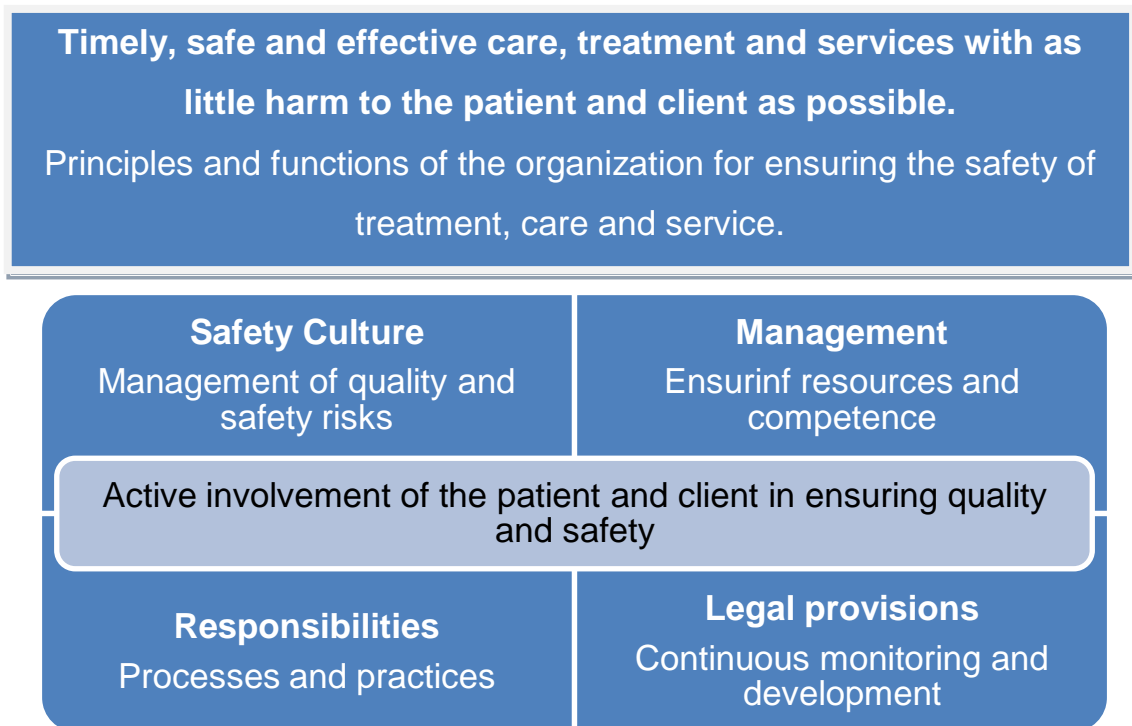 Timely, safe and effective care, treatment and services with as
little harm to the patient and client as possible.
Principles and functions of the organization for ensuring the safety of
treatment, care and service.
Safety Culture
Management of quality and
safety risks
Management
Ensurinf resources and
competence
Active involvement of the patient and client in ensuring quality
and safety
Responsibilities
Processes and practices
Legal provisions
Continuous monitoring and
development